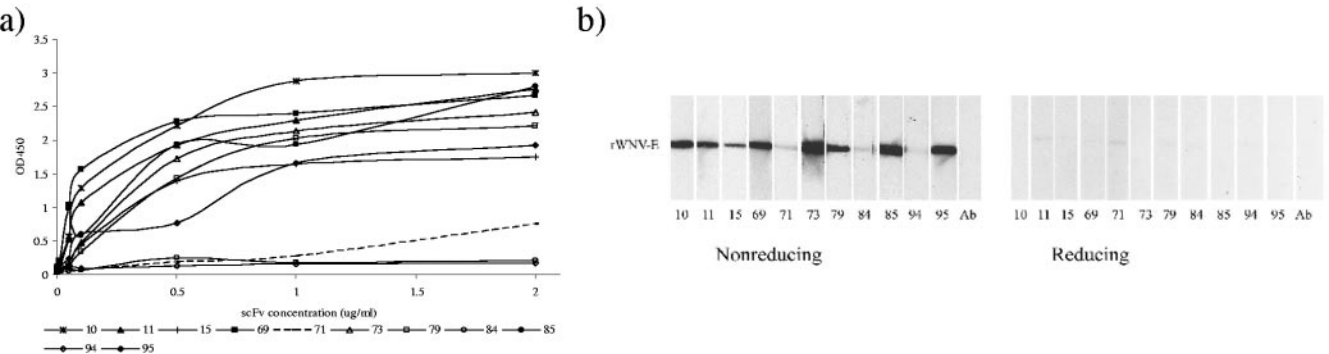 a)
3.5
3
2.5
2
1.5
1
0.5
0
OD450
0 0.5 1 1.5 2
scFv concentration (ug/ml)
10 11 15 69 71 73 79 84 85
94 95
b)
rWNV-E
10 11 15 69 71 73 79 84 85 94 95 Ab
Nonreducing
10 11 15 69 71 73 79 84 85 94 95 Ab
Reducing